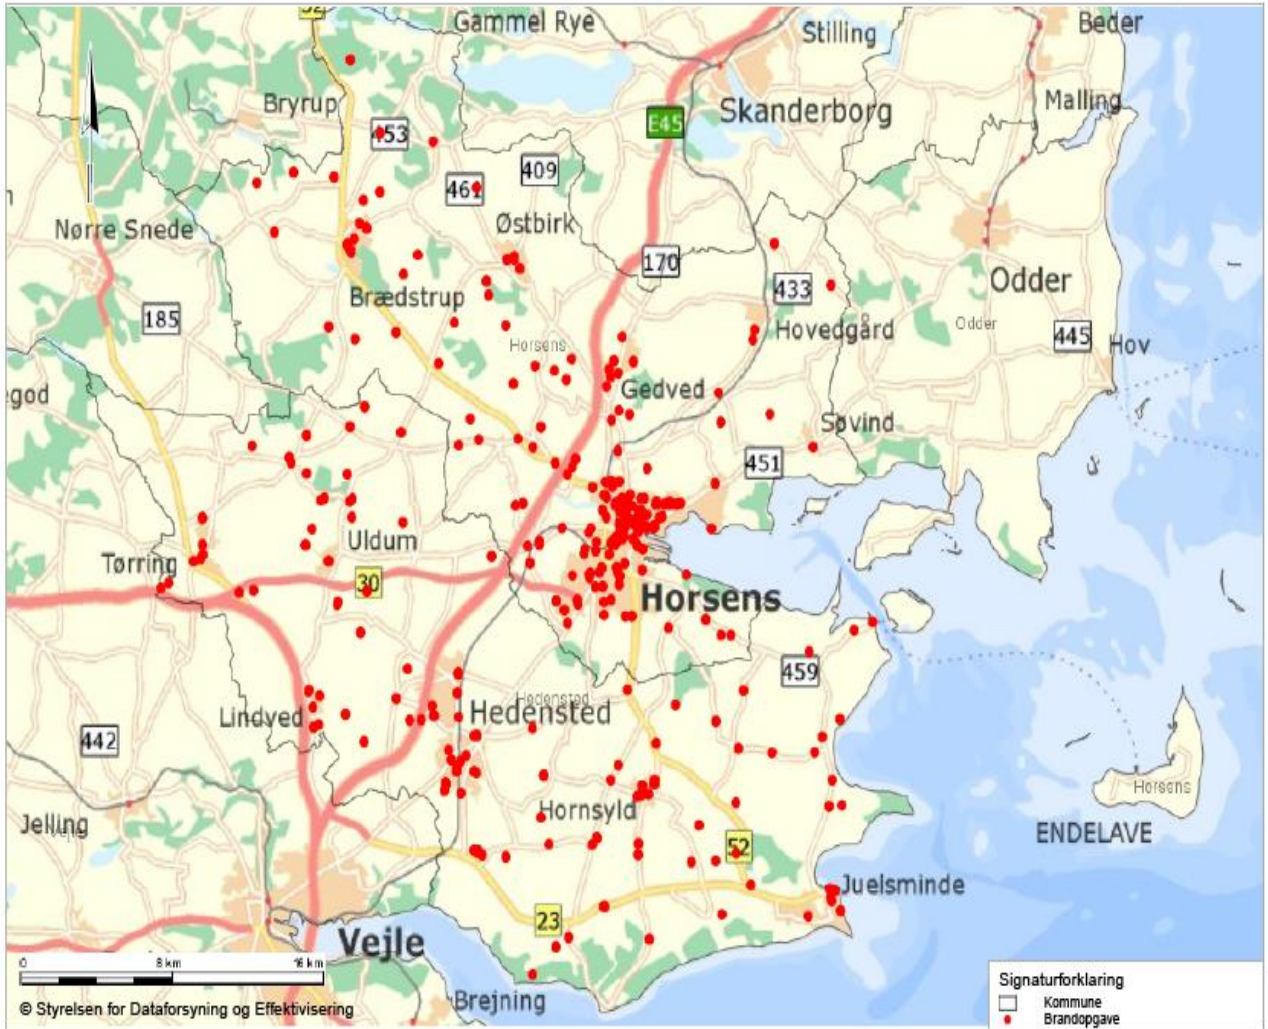 52
Gammel Rye
Stilling
Beder
Bryrup
Skanderborg
Malling
E45
453
409
461
Østbirk
Nørre Snede
170
Odder
433
Brædstrup
185
Hovedgård
Odder
445
Hov
Horsens
egod
Gedved
Søvind
451
Uldum
Tørring
30
Horsens
459
Hedensted
Lindved
Hedensted
442
Horsens
Hornsyld
Jelling
ENDELAVE
52
Juelsminde
23
Vejle
0 8 km 16 km
Signaturforklaring
Kommune
Brandopgave
Brejning
© Styrelsen for Dataforsyning og Effektivisering